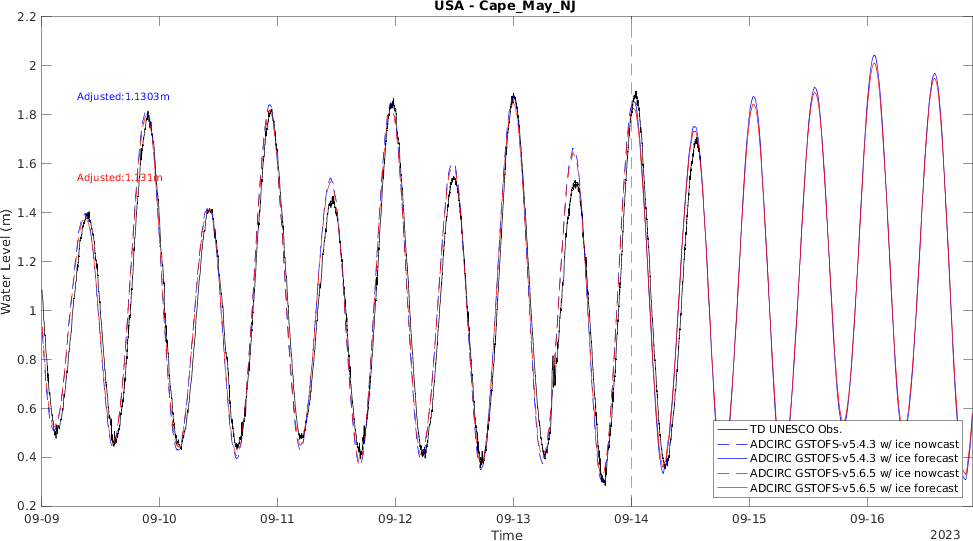 USA - Cape_May_NJ
2.2
2
1.8
1.6
1.4
1.2
1
0.8
0.6
0.4
0.2
Water Level (m)
Adjusted:1.1303m
Adjusted:1.131m
TD UNESCO Obs.
ADCIRC GSTOFS-v5.4.3 w/ ice nowcast
ADCIRC GSTOFS-v5.4.3 w/ ice forecast
ADCIRC GSTOFS-v5.6.5 w/ ice nowcast
ADCIRC GSTOFS-v5.6.5 w/ ice forecast
09-09 09-10 09-11 09-12 09-13 09-14 09-15 09-16
Time
2023